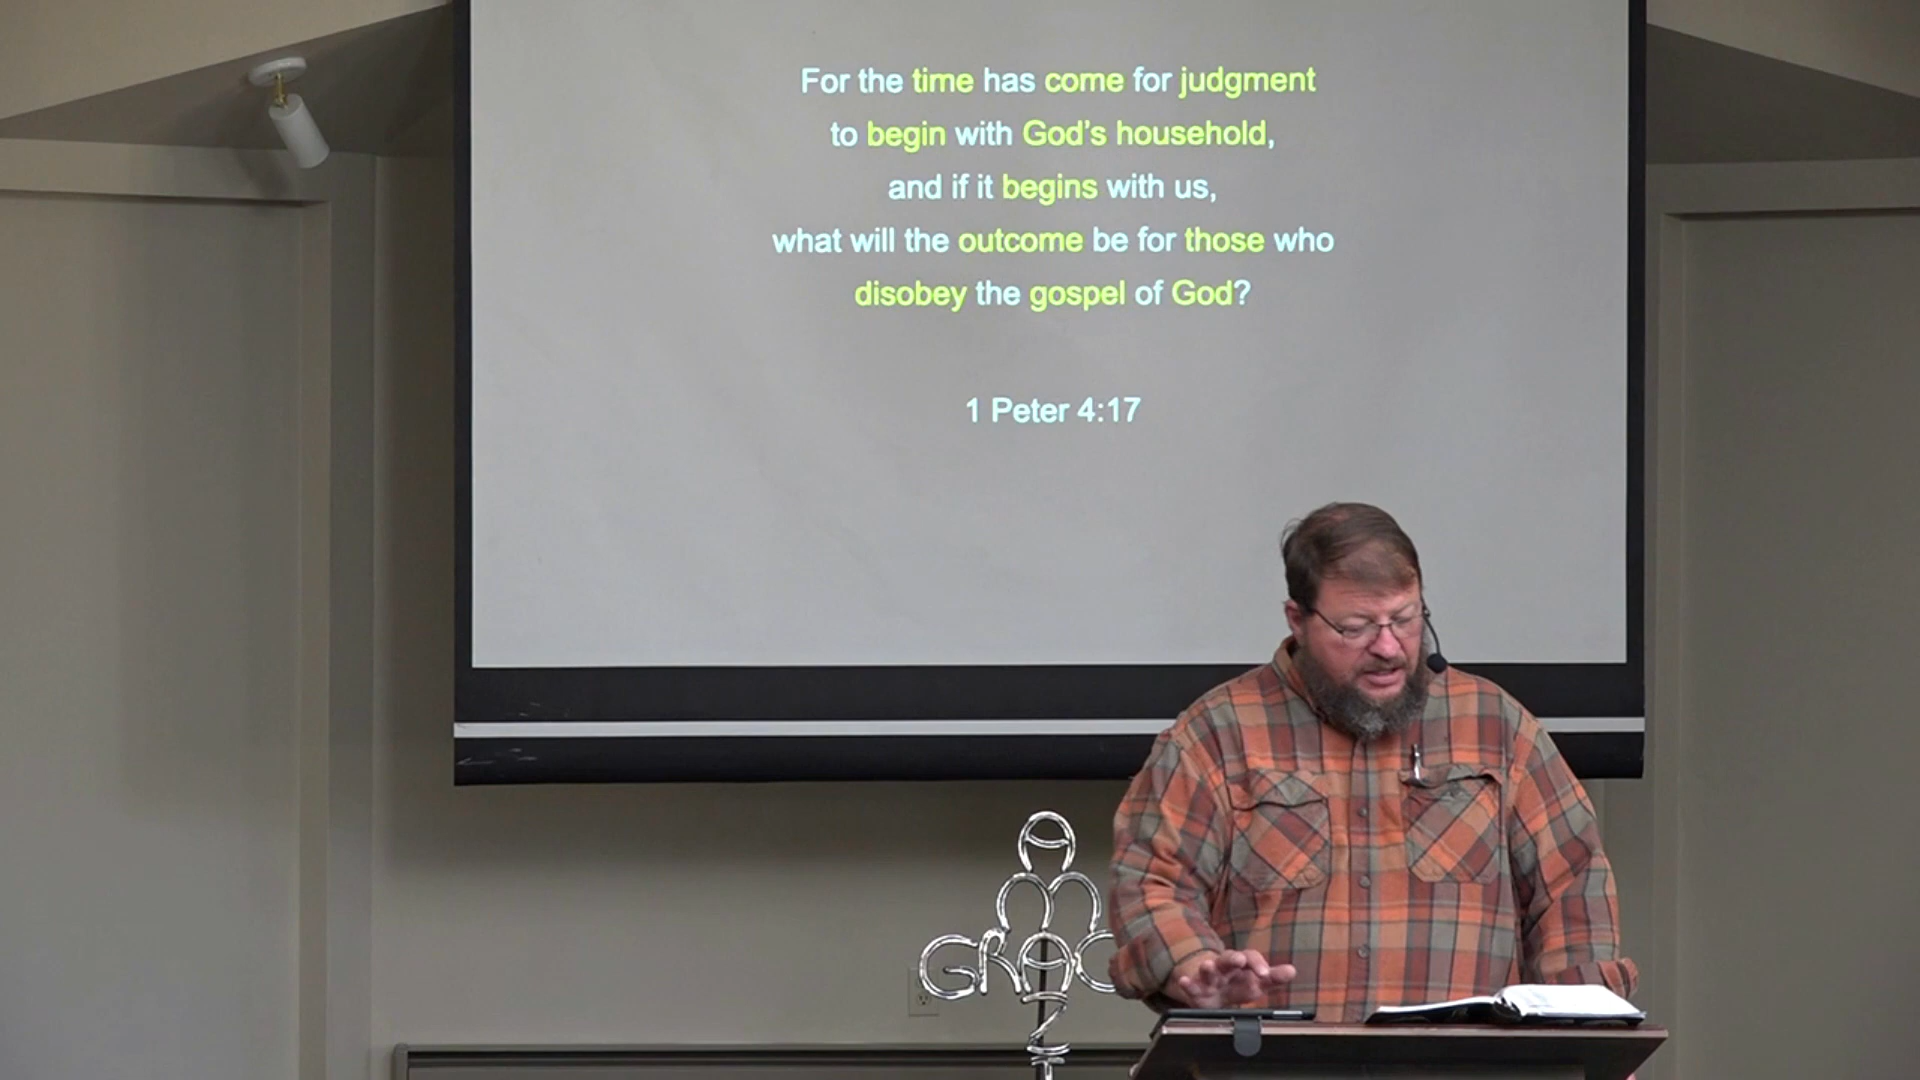 For the time has come for judgment
to begin with God's household,
and if it begins with us,
what will the outcome be for those who
disobey the gospel of God?
1 Peter 4:17
GRAC